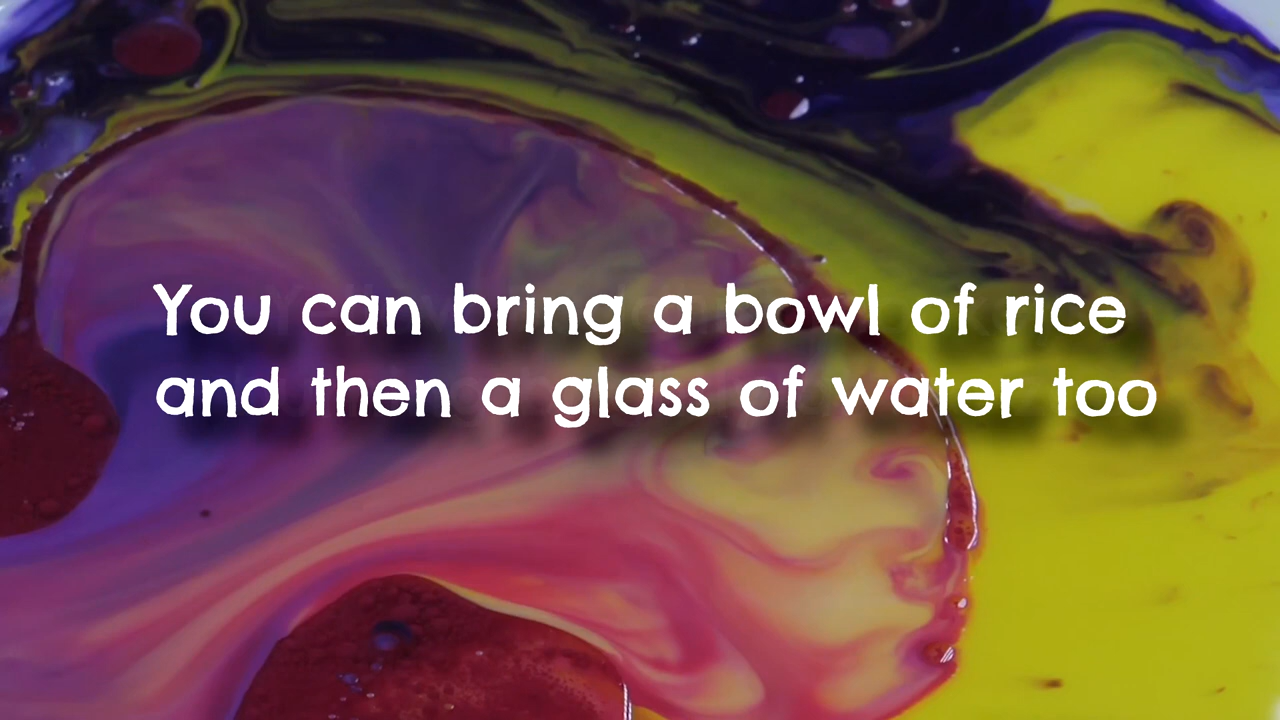 You can bring a bowl of rice
and then a glass of water too